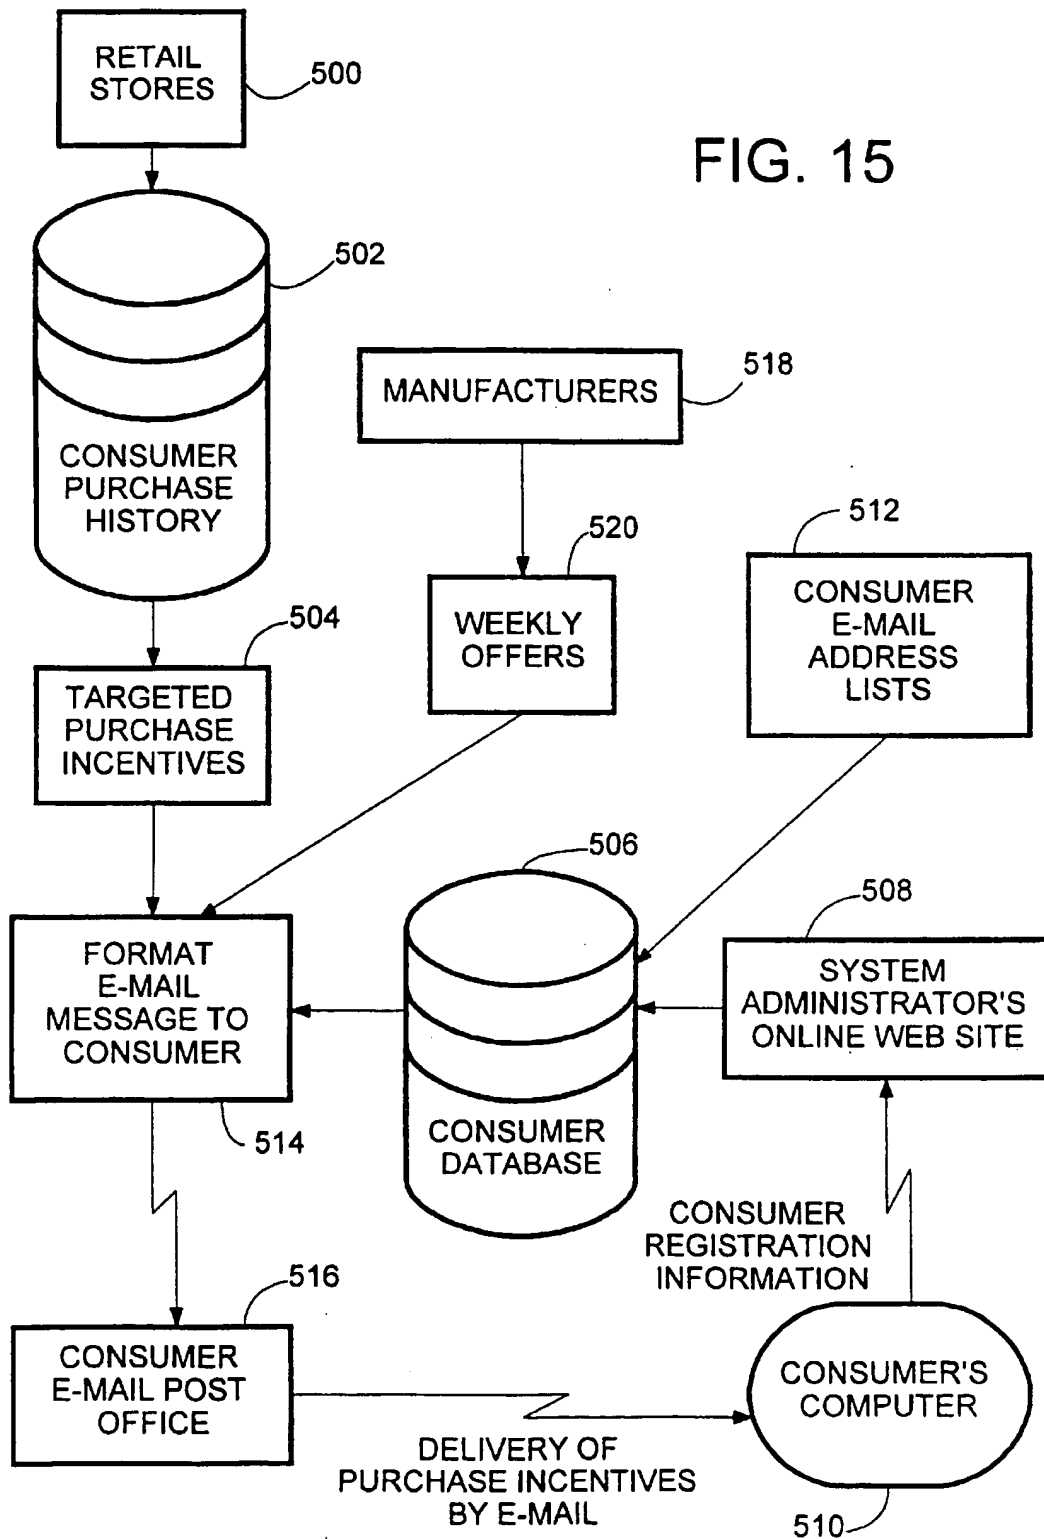 RETAIL
STORES
500
FIG. 15
502
CONSUMER
PURCHASE
HISTORY
MANUFACTURERS
518
520
WEEKLY
OFFERS
512
CONSUMER
E-MAIL
ADDRESS
LISTS
504
TARGETED
PURCHASE
INCENTIVES
506
CONSUMER
DATABASE
508
SYSTEM
ADMINISTRATOR'S
ONLINE WEB SITE
FORMAT
E-MAIL
MESSAGE TO
CONSUMER
514
CONSUMER
REGISTRATION
INFORMATION
516
CONSUMER
E-MAIL POST
OFFICE
DELIVERY OF
PURCHASE INCENTIVES
BY E-MAIL
CONSUMER'S
COMPUTER
510